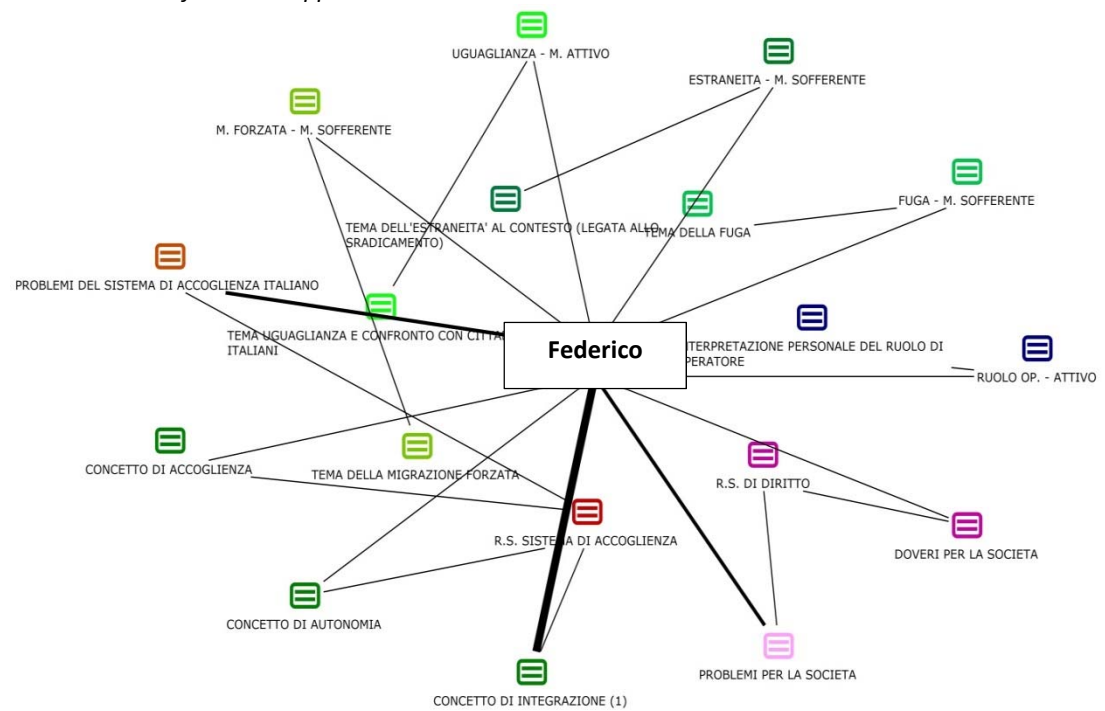 UGUAGLIANZA - M. ATTIVO
ESTRANEITA - M. SOFFERENTE
M. FORZATA - M. SOFFERENTE
FUGA - M. SOFFERENTE
TEMA DELL'ESTRANEITA' AL CONTESTO (LEGATA ALLO
SRADICAMENTO)
TEMA DELLA FUGA
PROBLEMI DEL SISTEMA DI ACCOGLIENZA ITALIANO
TEMA UGUAGLIANZA E CONFRONTO CON
ITALIANI
Federico
PERSONALE DEL RUOLO DI
RUOLO OP. - ATTIVO
CONCETTO DI ACCOGLIENZA
TEMA DELLA MIGRAZIONE FORZATA
R.S. DI DIRITTO
R.S. SISTEMA DI ACCOGLIENZA
DOVERI PER LA SOCIETA
CONCETTO DI AUTONOMIA
PROBLEMI PER LA SOCIETA
CONCETTO DI INTEGRAZIONE (1)